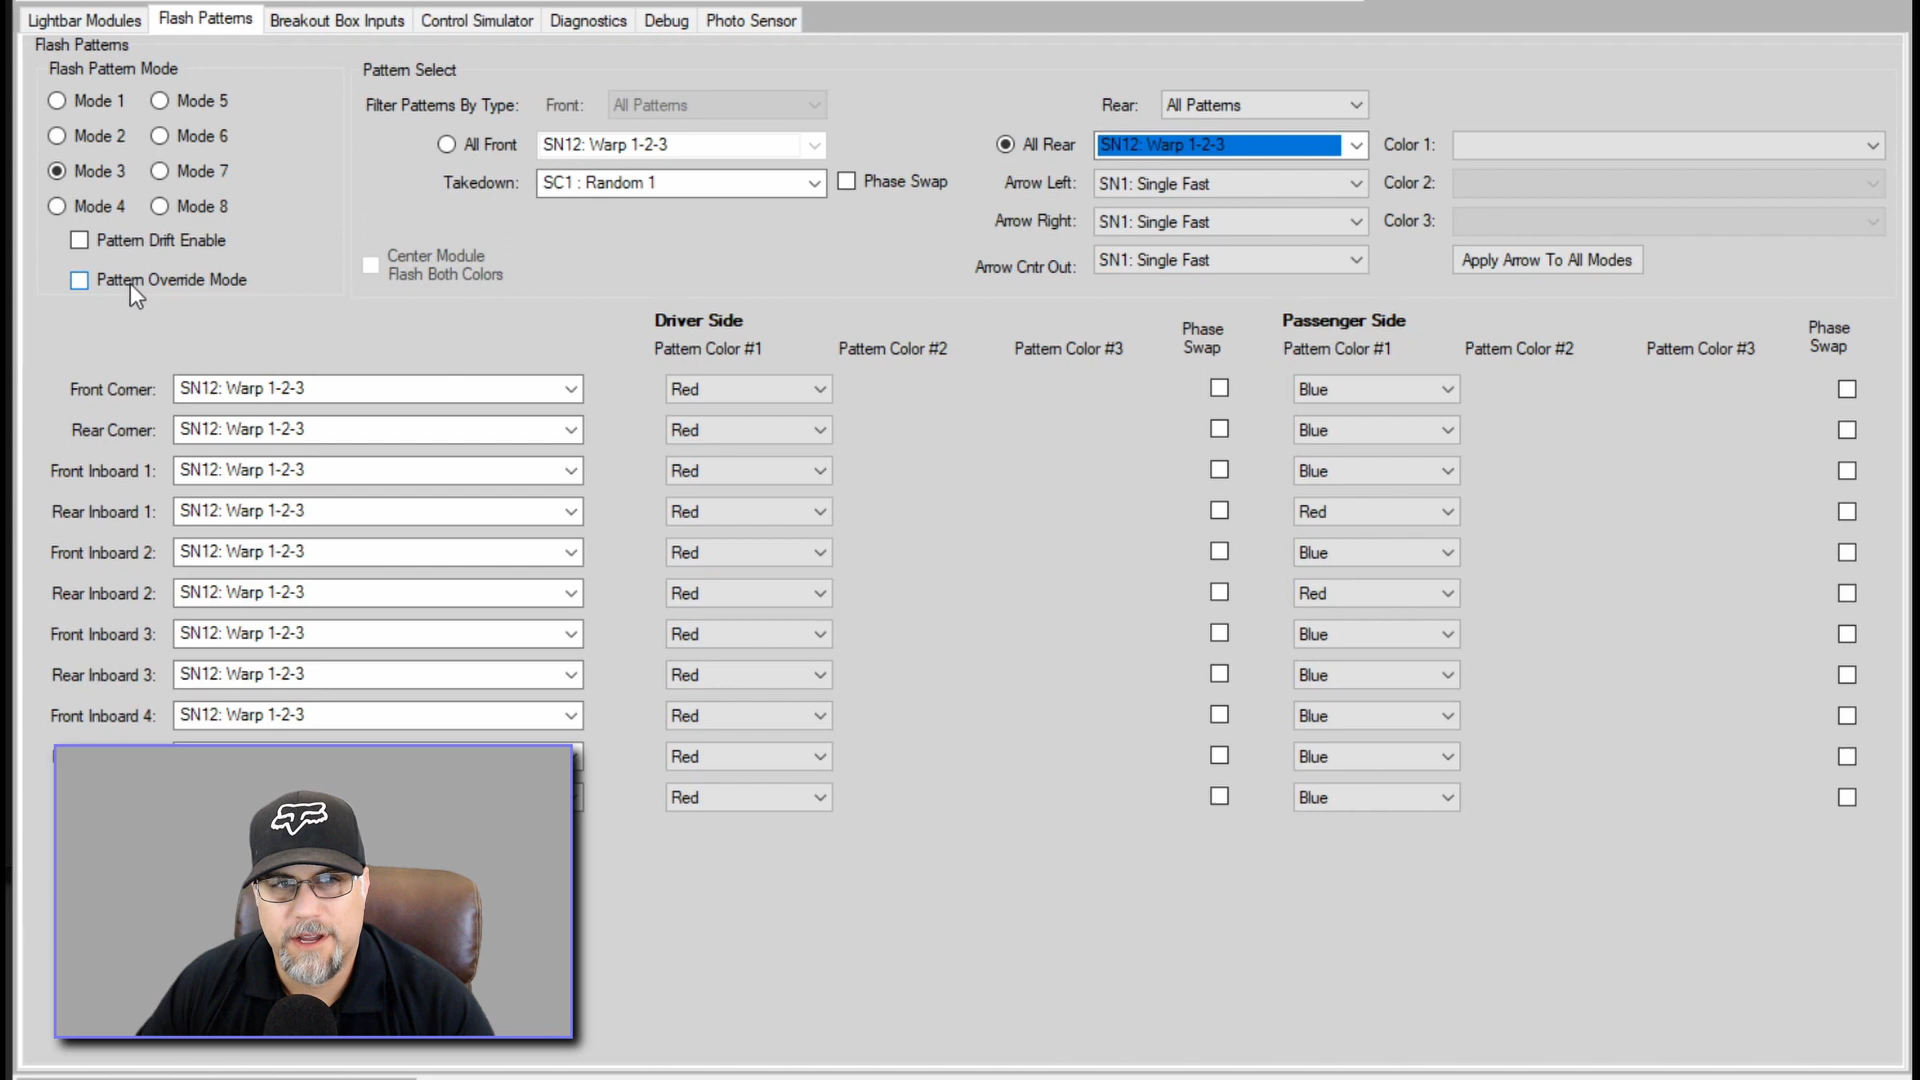 Lightbar Modules Flash Patterns Breakout Box Inputs Control Simulator Diagnostics Debug Photo Sensor
Flash Patterns
Flash Pattern Mode
Mode 1 Mode 5
Mode 2 Mode 6
Mode 3 Mode 7
Mode 4 Mode 8
Pattern Drift Enable
Pattern Override Mode
Pattern Select
Filter Patterns By Type: Front: All Patterns Rear: All Patterns
All Front SN12: Warp 1-2-3 All Rear SN12: Warp 1-2-3 Color 1:
Takedown: SC1 : Random 1 Phase Swap Arrow Left: SN1: Single Fast Color 2:
Arrow Right: SN1: Single Fast Color 3:
Center Module
Flash Both Colors
Arrow Cntr Out: SN1: Single Fast Apply Arrow To All Modes
Driver Side Passenger Side
Pattern Color #1 Pattern Color #2 Pattern Color #3 Phase Swap Pattern Color #1 Pattern Color #2 Pattern Color #3 Phase Swap
Front Corner: SN12: Warp 1-2-3 Red Blue
Rear Corner: SN12: Warp 1-2-3 Red Blue
Front Inboard 1: SN12: Warp 1-2-3 Red Blue
Rear Inboard 1: SN12: Warp 1-2-3 Red Red
Front Inboard 2: SN12: Warp 1-2-3 Red Blue
Rear Inboard 2: SN12: Warp 1-2-3 Red Red
Front Inboard 3: SN12: Warp 1-2-3 Red Blue
Rear Inboard 3: SN12: Warp 1-2-3 Red Blue
Front Inboard 4: SN12: Warp 1-2-3 Red Blue
Red Blue
Red Blue